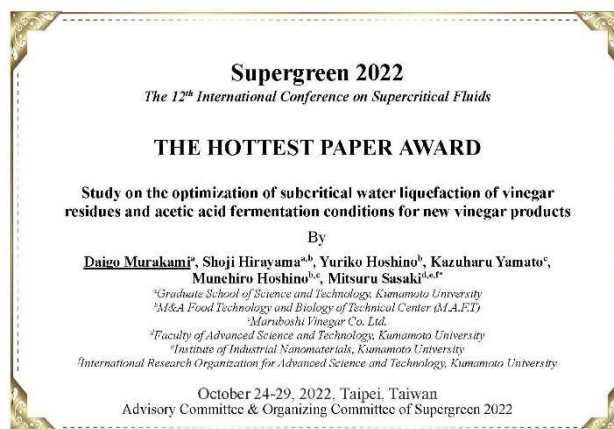 Supergreen 2022
The 12th International Conference on Supercritical Fluids
THE HOTTEST PAPER AWARD
Study on the optimization of subcritical water liquefaction of vinegar
residues and acetic acid fermentation conditions for new vinegar products
By
Daigo Murakamiᵃ, Shoji Hirayamaᵃ,ᵇ, Yuriko Hoshinoᵇ, Kazuharu Yamatoᶜ,
Munehiro Hoshinoᵇ,ᶜ, Mitsuru Sasakiᵈ,ᵉ,ᶠ*
ᵃGraduate School of Science and Technology, Kumamoto University
ᵇM&A Food Technology and Biology of Technical Center (M.A.F.T)
ᶜMaruboshi Vinegar Co. Ltd.
ᵈFaculty of Advanced Science and Technology, Kumamoto University
ᵉInstitute of Industrial Nanomaterials, Kumamoto University
ᶠInternational Research Organization for Advanced Science and Technology, Kumamoto University
October 24-29, 2022, Taipei, Taiwan
Advisory Committee & Organizing Committee of Supergreen 2022